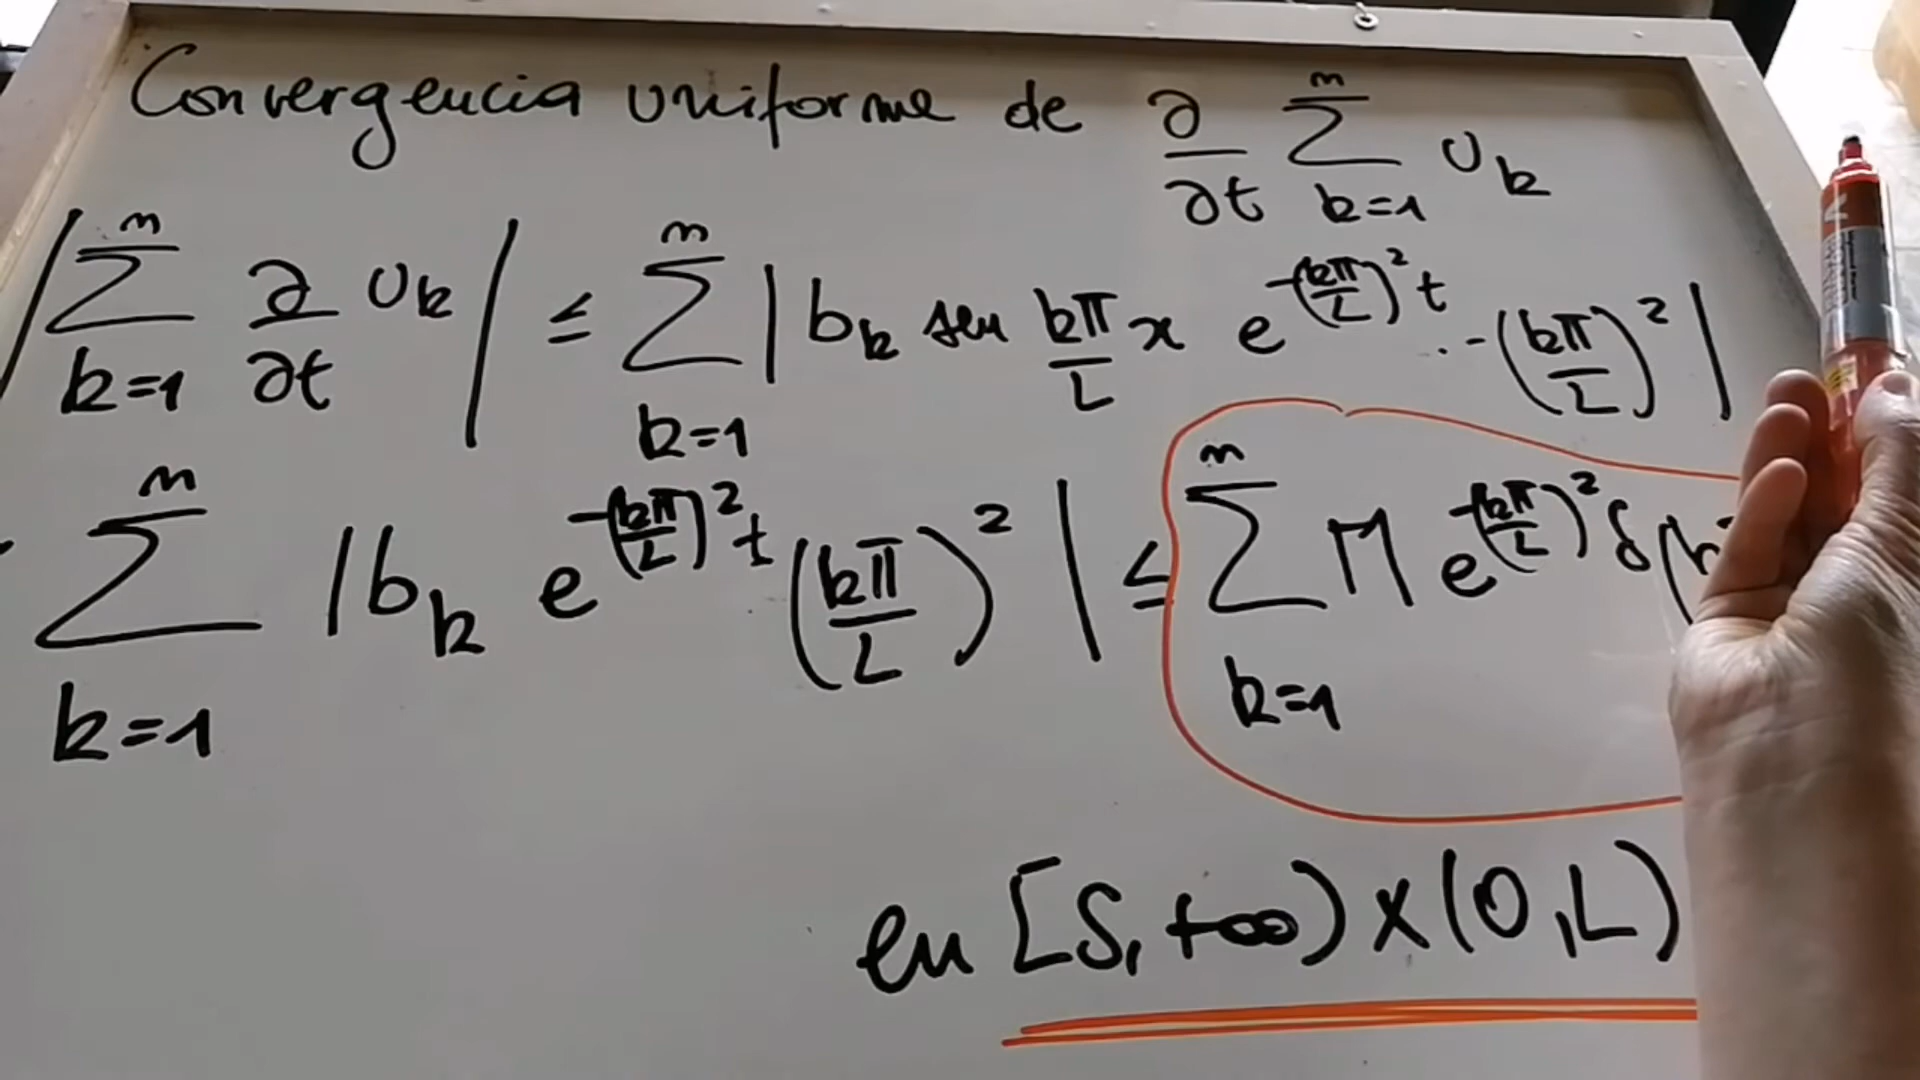 Convergencia uniforme de ∂/∂t ∑_{k=1}^{m} u_k
|∑_{k=1}^{m} ∂/∂t u_k| ≤ ∑_{k=1}^{m} |b_k sen kπ/L x e^{-(kπ/L)^2 t} · -(kπ/L)^2|
∑_{k=1}^{m} |b_k e^{-(kπ/L)^2 t} (kπ/L)^2| ≤ ∑_{k=1}^{m} M e^{-(kπ/L)^2 δ} (k
en [δ, +∞) x (0, L)